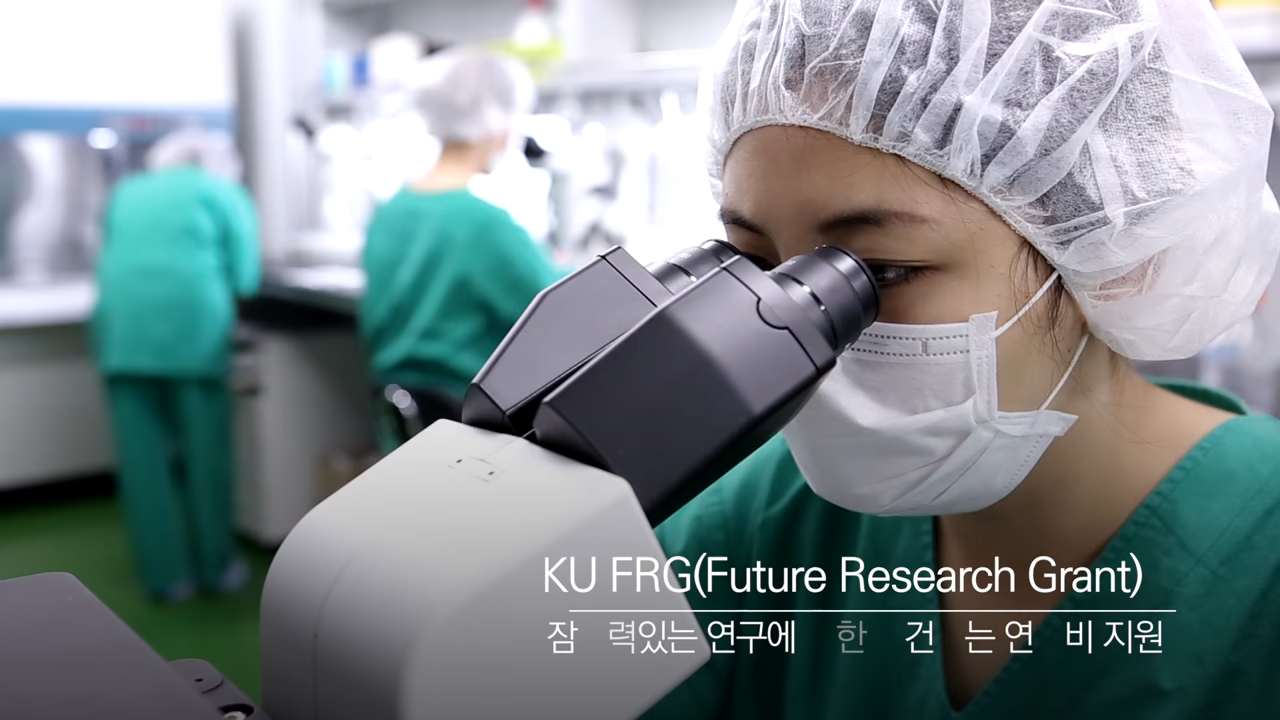 KU FRG(Future Research Grant)
잠 력있는 연구에 한 건 는 연 비 지원